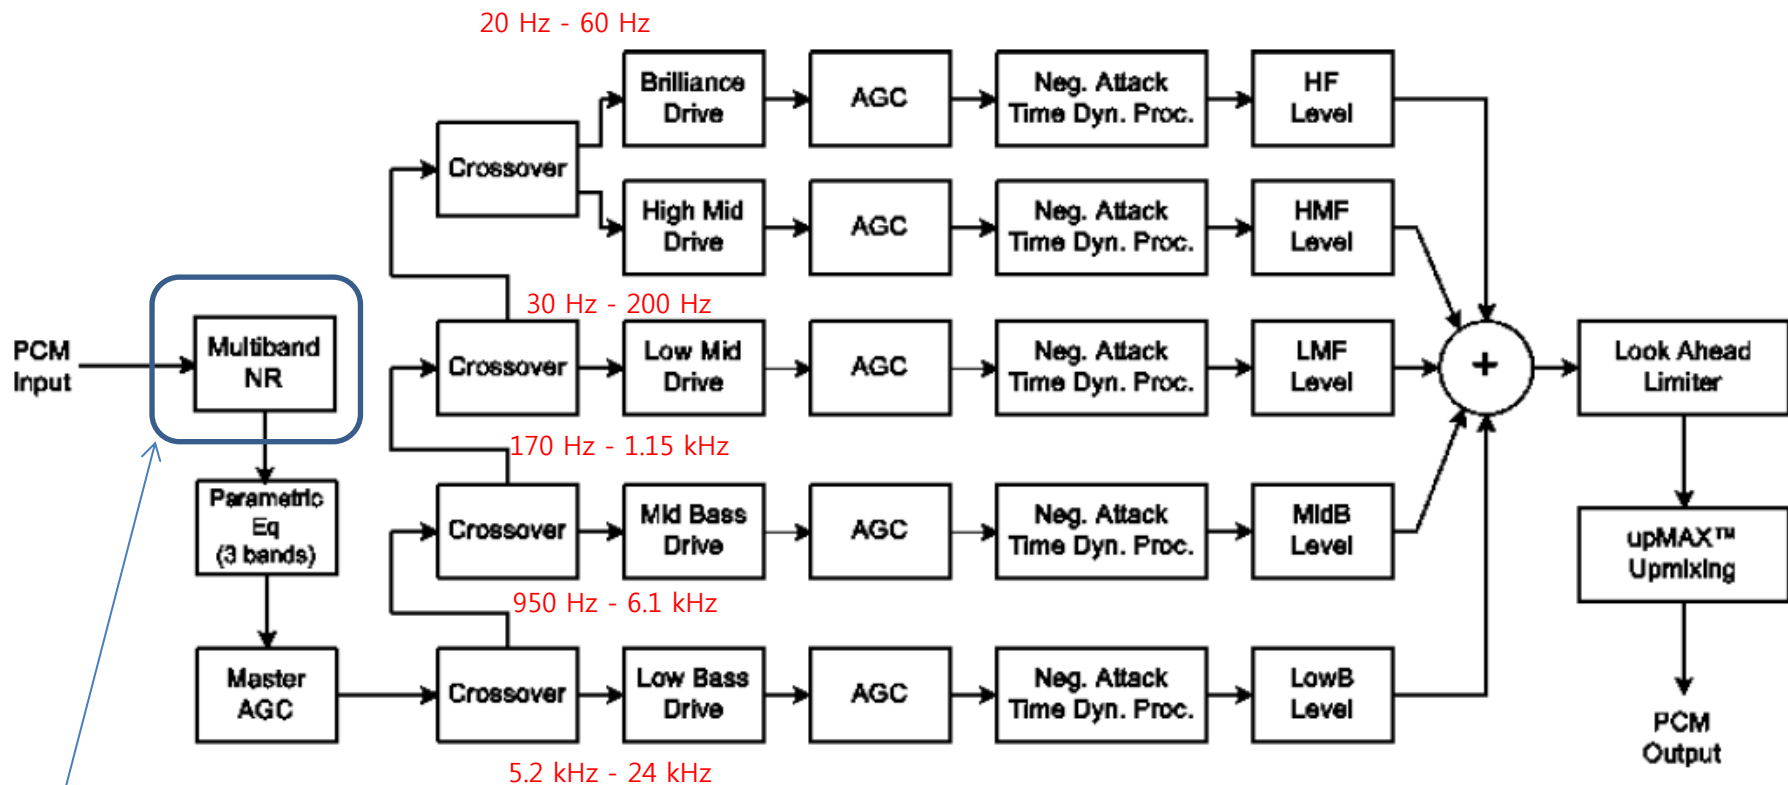 20 Hz - 60 Hz
Brilliance
Drive
AGC
Neg. Attack
Time Dyn. Proc.
HF
Level
Crossover
High Mid
Drive
AGC
Neg. Attack
Time Dyn. Proc.
HMF
Level
30 Hz - 200 Hz
PCM
Input
Multiband
NR
Crossover
Low Mid
Drive
AGC
Neg. Attack
Time Dyn. Proc.
LMF
Level
+
Look Ahead
Limiter
170 Hz - 1.15 kHz
Parametric
Eq
(3 bands)
Crossover
Mid Bass
Drive
AGC
Neg. Attack
Time Dyn. Proc.
MidB
Level
upMAX™
Upmixing
950 Hz - 6.1 kHz
Master
AGC
Crossover
Low Bass
Drive
AGC
Neg. Attack
Time Dyn. Proc.
LowB
Level
PCM
Output
5.2 kHz - 24 kHz